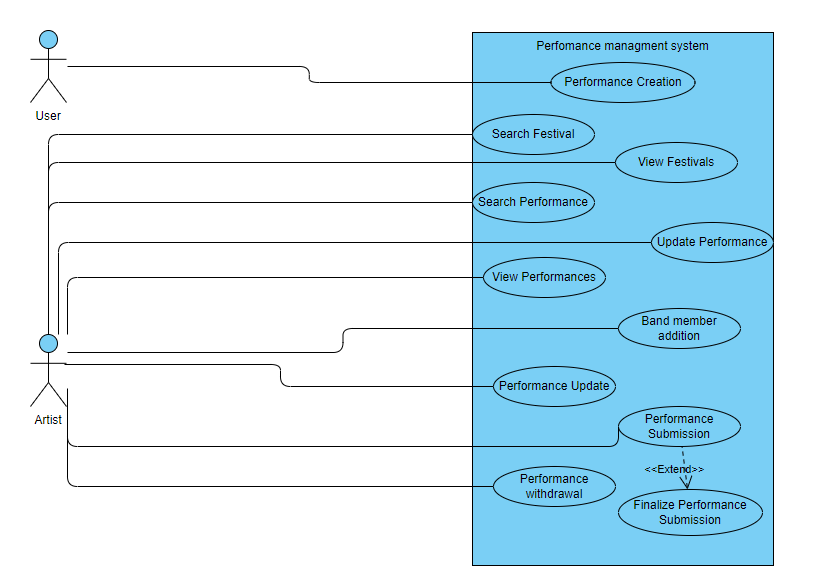 Perfomance managment system
Performance Creation
User
Search Festival
View Festivals
Search Performance
Update Performance
View Performances
Band member
addition
Performance Update
Artist
Performance
Submission
<<Extend>>
Performance
withdrawal
Finalize Performance
Submission